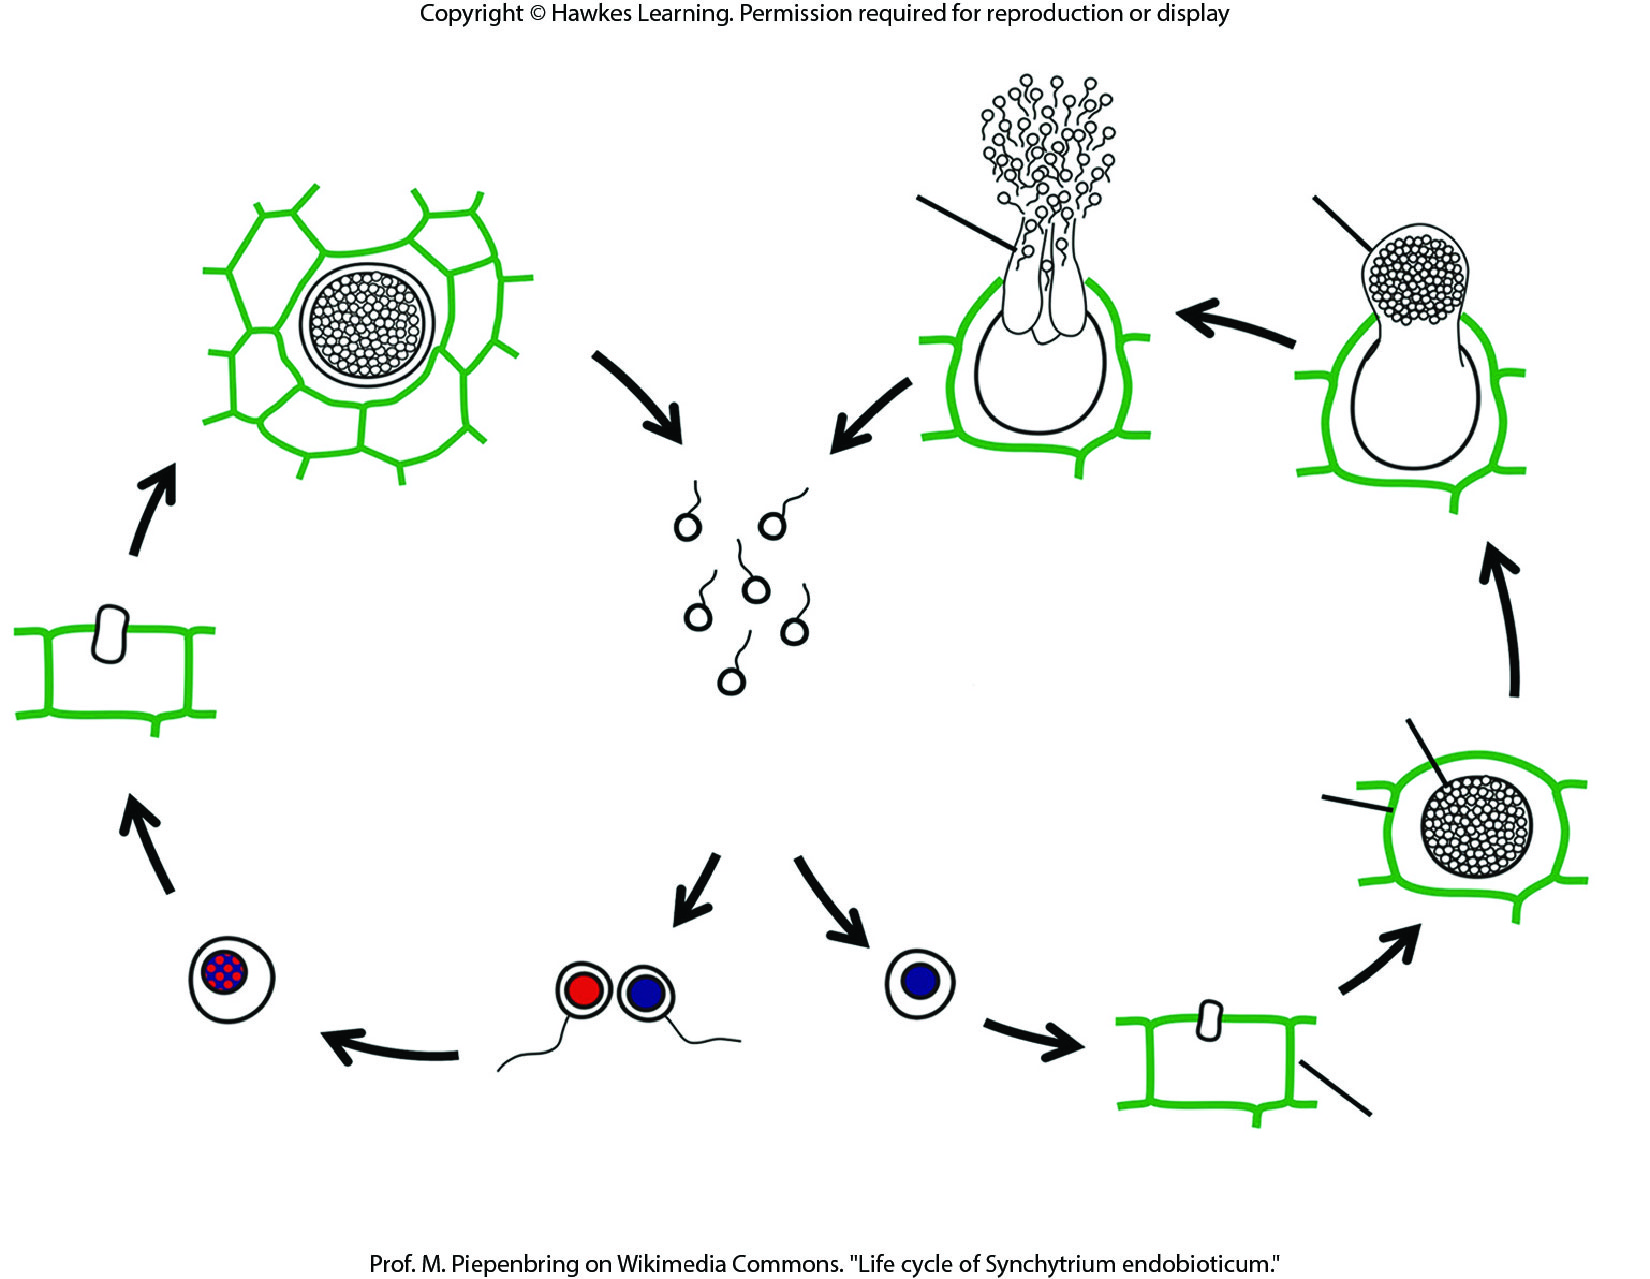 Copyright © Hawkes Learning. Permission required for reproduction or display
Prof. M. Piepenbring on Wikimedia Commons. "Life cycle of Synchytrium endobioticum."